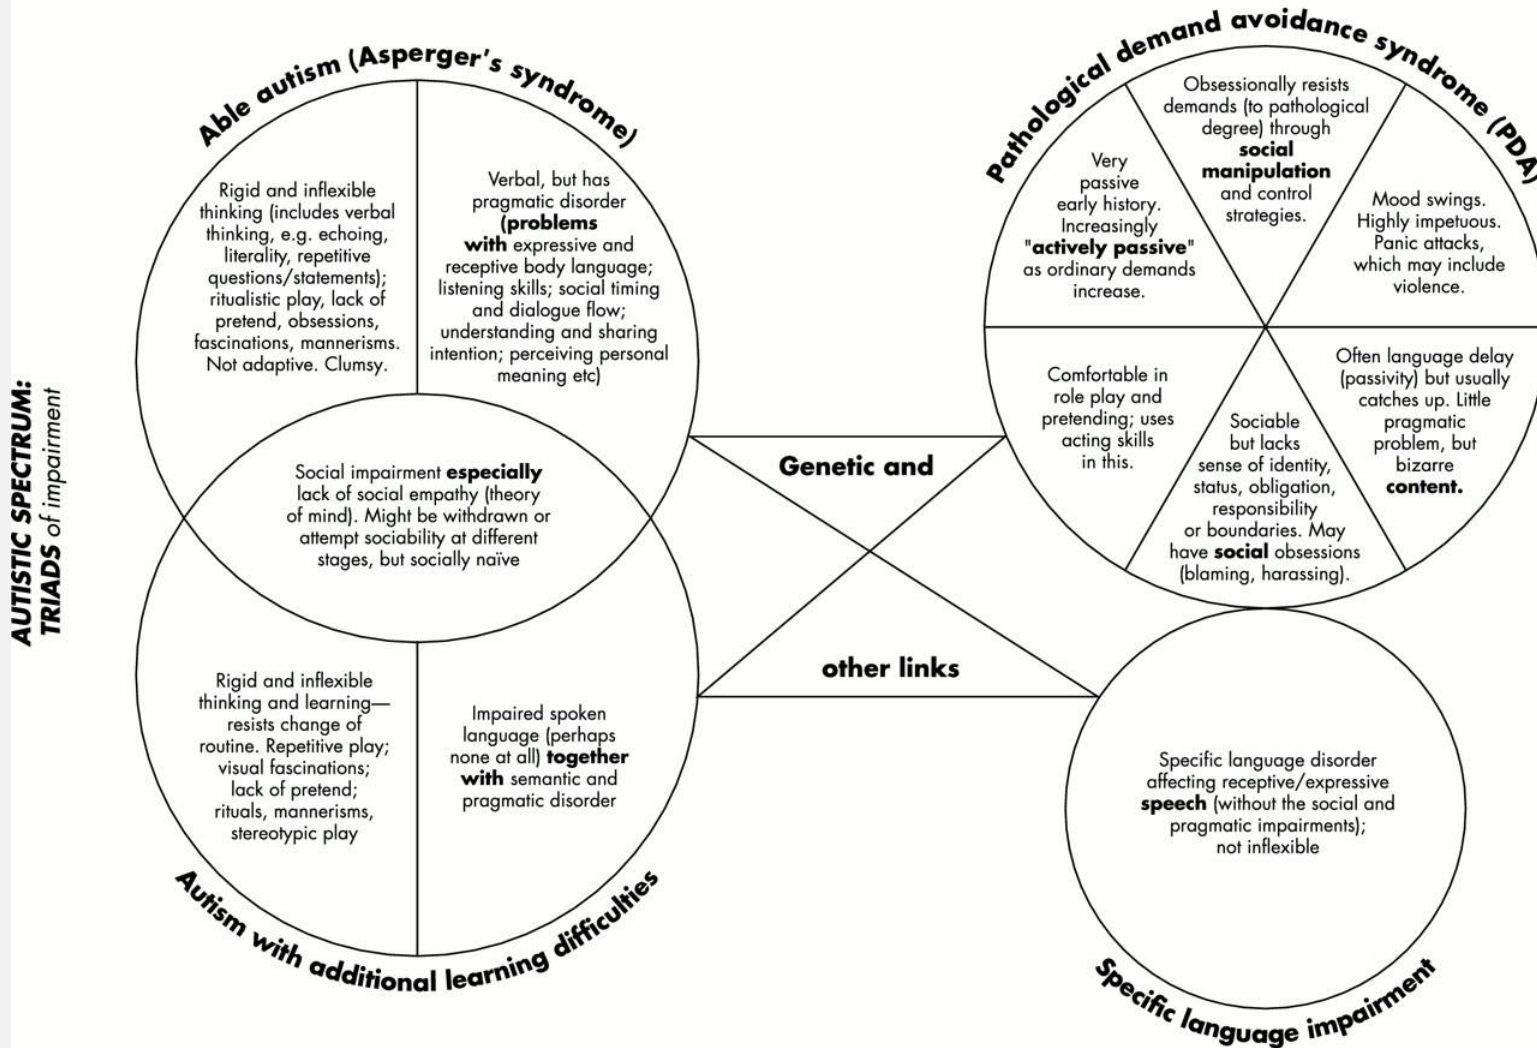 AUTISTIC SPECTRUM:
TRIADS of impairment
Able autism (Asperger's syndrome)
Rigid and inflexible
thinking (includes verbal
thinking, e.g. echoing,
literality, repetitive
questions/statements);
ritualistic play, lack of
pretend, obsessions,
fascinations, mannerisms.
Not adaptive. Clumsy.
Verbal, but has
pragmatic disorder
(problems
with expressive and
receptive body language;
listening skills; social timing
and dialogue flow;
understanding and sharing
intention; perceiving personal
meaning etc)
Social impairment especially
lack of social empathy (theory
of mind). Might be withdrawn or
attempt sociability at different
stages, but socially naïve
Rigid and inflexible
thinking and learning—
resists change of
routine. Repetitive play;
visual fascinations;
lack of pretend;
rituals, mannerisms,
stereotypic play
Impaired spoken
language (perhaps
none at all) together
with semantic and
pragmatic disorder
Autism with additional learning difficulties
Genetic and
other links
Pathological demand avoidance syndrome (PDA)
Very
passive
early history.
Increasingly
"actively passive"
as ordinary demands
increase.
Obsessionally resists
demands (to pathological
degree) through
social
manipulation
and control
strategies.
Mood swings.
Highly impetuous.
Panic attacks,
which may include
violence.
Comfortable in
role play and
pretending; uses
acting skills
in this.
Sociable
but lacks
sense of identity,
status, obligation,
responsibility
or boundaries. May
have social obsessions
(blaming, harassing).
Often language delay
(passivity) but usually
catches up. Little
pragmatic
problem, but
bizarre
content.
Specific language disorder
affecting receptive/expressive
speech (without the social and
pragmatic impairments);
not inflexible
Specific language impairment